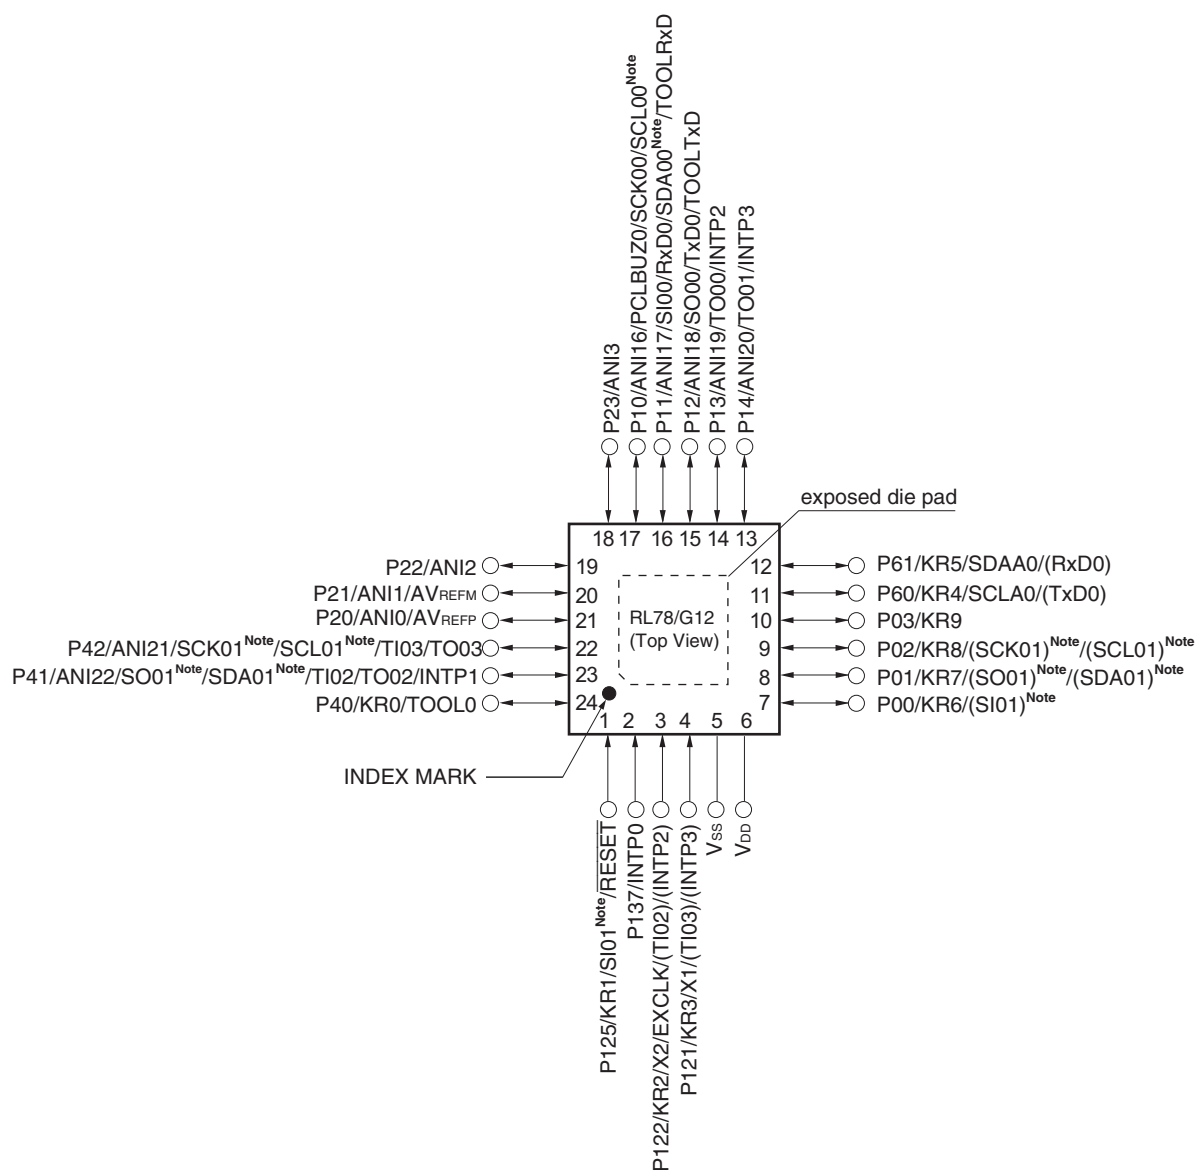 P23/ANI3
P10/ANI16/PCLBUZ0/SCK00/SCL00Note
P11/ANI17/SI00/RxD0/SDA00Note/TOOLRxD
P12/ANI18/SO00/TxD0/TOOLTxD
P13/ANI19/TO00/INTP2
P14/ANI20/TO01/INTP3
exposed die pad
18 17 16 15 14 13
P22/ANI2
19
P21/ANI1/AVREFM
20
P20/ANI0/AVREFP
21
P42/ANI21/SCK01Note/SCL01Note/TI03/TO03
22
P41/ANI22/SO01Note/SDA01Note/TI02/TO02/INTP1
23
P40/KR0/TOOL0
24
RL78/G12
(Top View)
12
P61/KR5/SDAA0/(RxD0)
11
P60/KR4/SCLA0/(TxD0)
10
P03/KR9
9
P02/KR8/(SCK01)Note/(SCL01)Note
8
P01/KR7/(SO01)Note/(SDA01)Note
7
P00/KR6/(SI01)Note
1 2 3 4 5 6
INDEX MARK
P125/KR1/SI01Note/RESET
P137/INTP0
P122/KR2/X2/EXCLK/(TI02)/(INTP2)
P121/KR3/X1/(TI03)/(INTP3)
VSS
VDD